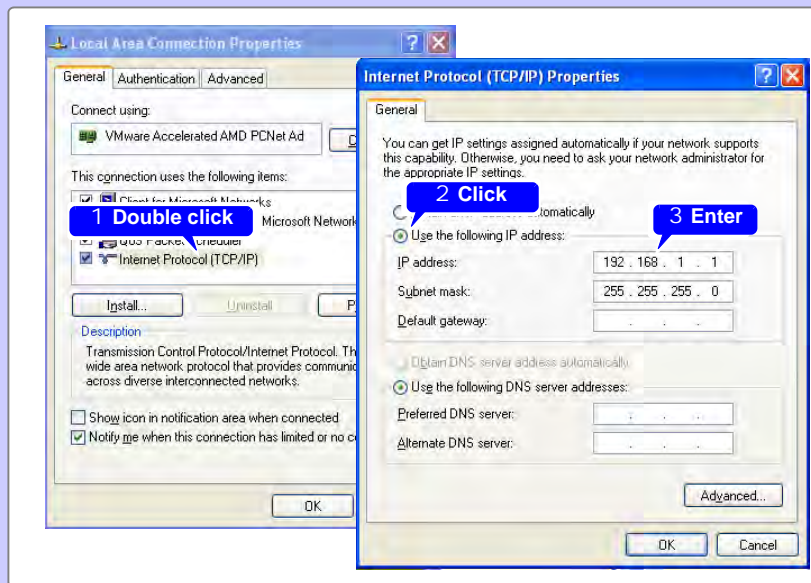 Local Area Connection Properties
General Authentication Advanced
Connect using:
VMware Accelerated AMD PCNet Ad
This connection uses the following items:
Client for Microsoft Networks
1 Double click
Microsoft Network
QoS Packet Scheduler
Internet Protocol (TCP/IP)
Install...
Uninstall
Description
Transmission Control Protocol/Internet Protocol. Th
wide area network protocol that provides communic
across diverse interconnected networks.
Show icon in notification area when connected
Notify me when this connection has limited or no c
OK
Internet Protocol (TCP/IP) Properties
General
You can get IP settings assigned automatically if your network supports
this capability. Otherwise, you need to ask your network administrator for
the appropriate IP settings.
2 Click
automatically
3 Enter
Use the following IP address:
IP address: 192 . 168 . 1 . 1
Subnet mask: 255 . 255 . 255 . 0
Default gateway: . . .
Obtain DNS server address automatically
Use the following DNS server addresses:
Preferred DNS server: . . .
Alternate DNS server: . . .
Advanced...
OK Cancel